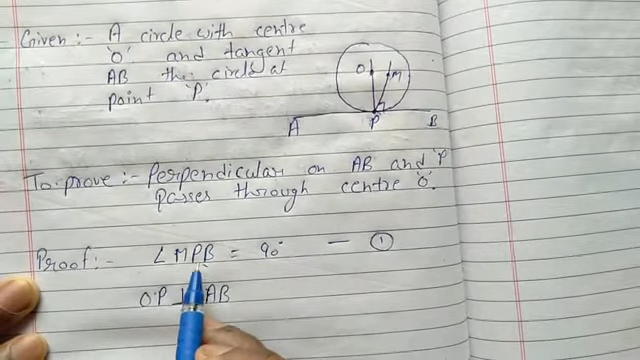 Given :- A circle with centre
'O' and tangent
AB the circle at
point 'P'.
O M
A P B
To prove :- Perpendicular on AB and 'P'
passes through centre 'O'.
Proof :- ∠MPB = 90° — ①
OP ⊥ AB